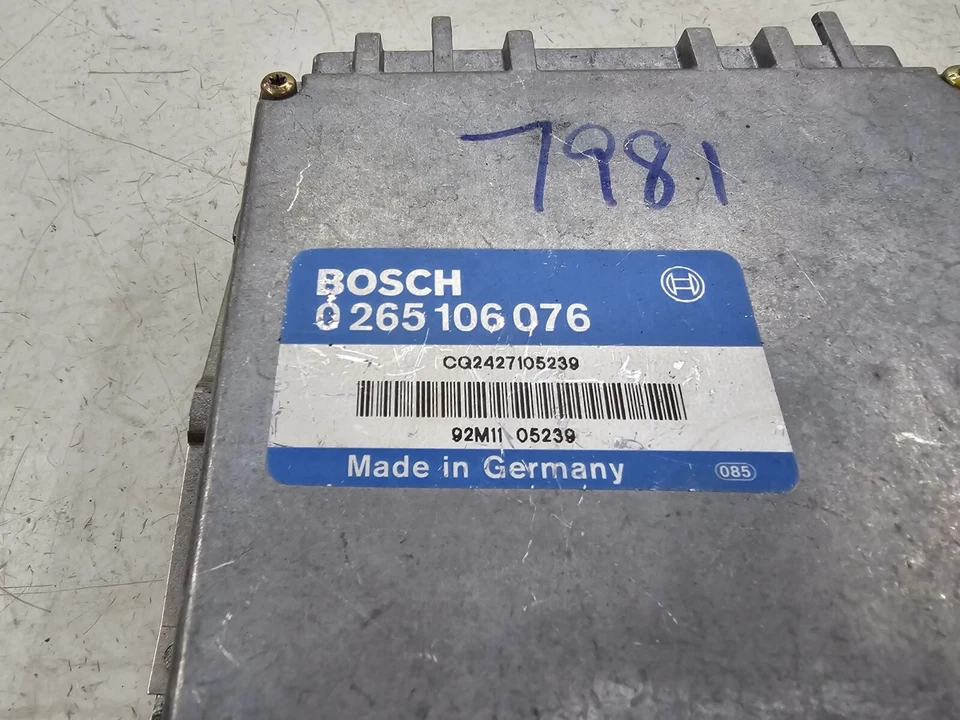 7981
BOSCH
0 265 106 076
CQ2427105239
92M11 05239
Made in Germany
085